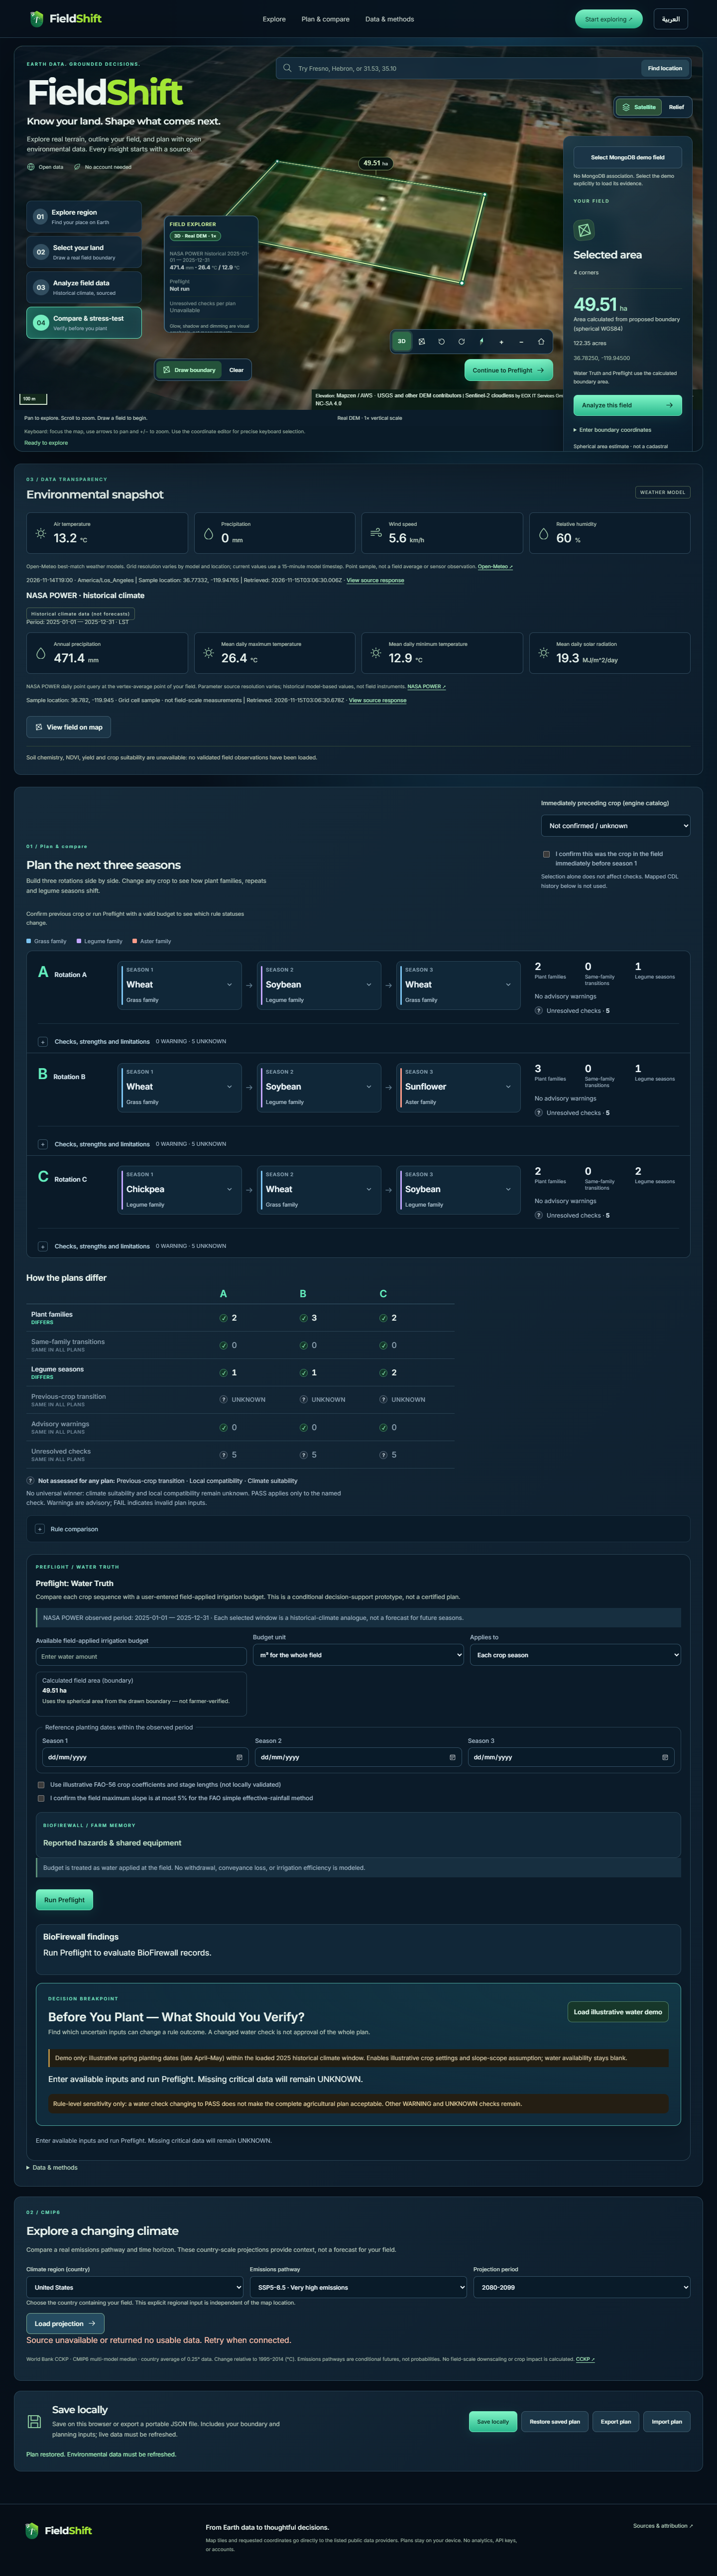 FieldShift
Explore
Plan & compare
Data & methods
Start exploring ↗
العربية
EARTH DATA. GROUNDED DECISIONS.
FieldShift
Know your land. Shape what comes next.
Explore real terrain, outline your field, and plan with open
environmental data. Every insight starts with a source.
Open data
No account needed
Try Fresno, Hebron, or 31.53, 35.10
Find location
Satellite
Relief
01
Explore region
Find your place on Earth
02
Select your land
Draw a real field boundary
03
Analyze field data
Historical climate, sourced
04
Compare & stress-test
Verify before you plant
49.51 ha
FIELD EXPLORER
3D · Real DEM · 1×
NASA POWER historical 2025-01-
01 — 2025-12-31
471.4 mm · 26.4 °C / 12.9 °C
Preflight
Not run
Unresolved checks per plan
Unavailable
Glow, shadow and dimming are visual
Draw boundary
Clear
3D
+
−
Continue to Preflight →
100 m
Elevation: Mapzen / AWS · USGS and other DEM contributors | Sentinel-2 cloudless by EOX IT Services Gm
NC-SA 4.0
Pan to explore. Scroll to zoom. Draw a field to begin.
Real DEM · 1× vertical scale
Keyboard: focus the map, use arrows to pan and +/− to zoom. Use the coordinate editor for precise keyboard selection.
Ready to explore
Select MongoDB demo field
No MongoDB association. Select the demo
explicitly to load its evidence.
YOUR FIELD
Selected area
4 corners
49.51 ha
Area calculated from proposed boundary
(spherical WGS84)
122.35 acres
36.78250, -119.94500
Water Truth and Preflight use the calculated
boundary area.
Analyze this field →
▸ Enter boundary coordinates
Spherical area estimate · not a cadastral
03 / DATA TRANSPARENCY
Environmental snapshot
WEATHER MODEL
Air temperature
13.2 °C
Precipitation
0 mm
Wind speed
5.6 km/h
Relative humidity
60 %
Open-Meteo best-match weather models. Grid resolution varies by model and location; current values use a 15-minute model timestep. Point sample, not a field average or sensor observation. Open-Meteo ↗
2026-11-14T19:00 · America/Los_Angeles | Sample location: 36.77332, -119.94765 | Retrieved: 2026-11-15T03:06:30.006Z · View source response
NASA POWER · historical climate
Historical climate data (not forecasts)
Period: 2025-01-01 — 2025-12-31 · LST
Annual precipitation
471.4 mm
Mean daily maximum temperature
26.4 °C
Mean daily minimum temperature
12.9 °C
Mean daily solar radiation
19.3 MJ/m^2/day
NASA POWER daily point query at the vertex-average point of your field. Parameter source resolution varies; historical model-based values, not field instruments. NASA POWER ↗
Sample location: 36.782, -119.945 · Grid cell sample · not field-scale measurements | Retrieved: 2026-11-15T03:06:30.678Z · View source response
View field on map
Soil chemistry, NDVI, yield and crop suitability are unavailable: no validated field observations have been loaded.
01 / Plan & compare
Plan the next three seasons
Build three rotations side by side. Change any crop to see how plant families, repeats
and legume seasons shift.
Confirm previous crop or run Preflight with a valid budget to see which rule statuses
change.
Immediately preceding crop (engine catalog)
Not confirmed / unknown
I confirm this was the crop in the field
immediately before season 1
Selection alone does not affect checks. Mapped CDL
history below is not used.
Grass family
Legume family
Aster family
A Rotation A
SEASON 1
Wheat
Grass family
→
SEASON 2
Soybean
Legume family
→
SEASON 3
Wheat
Grass family
2
Plant families
0
Same-family
transitions
1
Legume seasons
No advisory warnings
? Unresolved checks · 5
+ Checks, strengths and limitations 0 WARNING · 5 UNKNOWN
B Rotation B
SEASON 1
Wheat
Grass family
→
SEASON 2
Soybean
Legume family
→
SEASON 3
Sunflower
Aster family
3
Plant families
0
Same-family
transitions
1
Legume seasons
No advisory warnings
? Unresolved checks · 5
+ Checks, strengths and limitations 0 WARNING · 5 UNKNOWN
C Rotation C
SEASON 1
Chickpea
Legume family
→
SEASON 2
Wheat
Grass family
→
SEASON 3
Soybean
Legume family
2
Plant families
0
Same-family
transitions
2
Legume seasons
No advisory warnings
? Unresolved checks · 5
+ Checks, strengths and limitations 0 WARNING · 5 UNKNOWN
How the plans differ
A B C
Plant families
DIFFERS
✓ 2 ✓ 3 ✓ 2
Same-family transitions
SAME IN ALL PLANS
✓ 0 ✓ 0 ✓ 0
Legume seasons
DIFFERS
✓ 1 ✓ 1 ✓ 2
Previous-crop transition
SAME IN ALL PLANS
? UNKNOWN ? UNKNOWN ? UNKNOWN
Advisory warnings
SAME IN ALL PLANS
✓ 0 ✓ 0 ✓ 0
Unresolved checks
SAME IN ALL PLANS
? 5 ? 5 ? 5
? Not assessed for any plan: Previous-crop transition · Local compatibility · Climate suitability
No universal winner: climate suitability and local compatibility remain unknown. PASS applies only to the named
check. Warnings are advisory; FAIL indicates invalid plan inputs.
+ Rule comparison
PREFLIGHT / WATER TRUTH
Preflight: Water Truth
Compare each crop sequence with a user-entered field-applied irrigation budget. This is a conditional decision-support prototype, not a certified plan.
NASA POWER observed period: 2025-01-01 — 2025-12-31 · Each selected window is a historical-climate analogue, not a forecast for future seasons.
Available field-applied irrigation budget
Enter water amount
Budget unit
m³ for the whole field
Applies to
Each crop season
Calculated field area (boundary)
49.51 ha
Uses the spherical area from the drawn boundary — not farmer-verified.
Reference planting dates within the observed period
Season 1
dd/mm/yyyy
Season 2
dd/mm/yyyy
Season 3
dd/mm/yyyy
Use illustrative FAO-56 crop coefficients and stage lengths (not locally validated)
I confirm the field maximum slope is at most 5% for the FAO simple effective-rainfall method
BIOFIREWALL / FARM MEMORY
Reported hazards & shared equipment
Budget is treated as water applied at the field. No withdrawal, conveyance loss, or irrigation efficiency is modeled.
Run Preflight
BioFirewall findings
Run Preflight to evaluate BioFirewall records.
DECISION BREAKPOINT
Before You Plant — What Should You Verify?
Find which uncertain inputs can change a rule outcome. A changed water check is not approval of the whole plan.
Load illustrative water demo
Demo only: illustrative spring planting dates (late April–May) within the loaded 2025 historical climate window. Enables illustrative crop settings and slope-scope assumption; water availability stays blank.
Enter available inputs and run Preflight. Missing critical data will remain UNKNOWN.
Rule-level sensitivity only: a water check changing to PASS does not make the complete agricultural plan acceptable. Other WARNING and UNKNOWN checks remain.
Enter available inputs and run Preflight. Missing critical data will remain UNKNOWN.
▸ Data & methods
02 / CMIP6
Explore a changing climate
Compare a real emissions pathway and time horizon. These country-scale projections provide context, not a forecast for your field.
Climate region (country)
United States
Emissions pathway
SSP5-8.5 · Very high emissions
Projection period
2080-2099
Choose the country containing your field. This explicit regional input is independent of the map location.
Load projection →
Source unavailable or returned no usable data. Retry when connected.
World Bank CCKP · CMIP6 multi-model median · country average of 0.25° data. Change relative to 1995–2014 (°C). Emissions pathways are conditional futures, not probabilities. No field-scale downscaling or crop impact is calculated. CCKP ↗
Save locally
Save on this browser or export a portable JSON file. Includes your boundary and
planning inputs; live data must be refreshed.
Save locally
Restore saved plan
Export plan
Import plan
Plan restored. Environmental data must be refreshed.
FieldShift
From Earth data to thoughtful decisions.
Map tiles and requested coordinates go directly to the listed public data providers. Plans stay on your device. No analytics, API keys,
or accounts.
Sources & attribution ↗